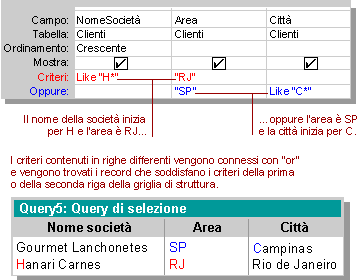 Campo: NomeSocietà Area Città
Tabella: Clienti Clienti Clienti
Ordinamento: Crescente
Mostra:
Criteri: Like "H*" "RJ"
Oppure: "SP" Like "C*"
Il nome della società inizia
per H e l'area è RJ...
...oppure l'area è SP
e la città inizia per C.
I criteri contenuti in righe differenti vengono connessi con "or"
e vengono trovati i record che soddisfano i criteri della prima
o della seconda riga della griglia di struttura.
Query5: Query di selezione
Nome società Area Città
Gourmet Lanchonetes SP Campinas
Hanari Carnes RJ Rio de Janeiro